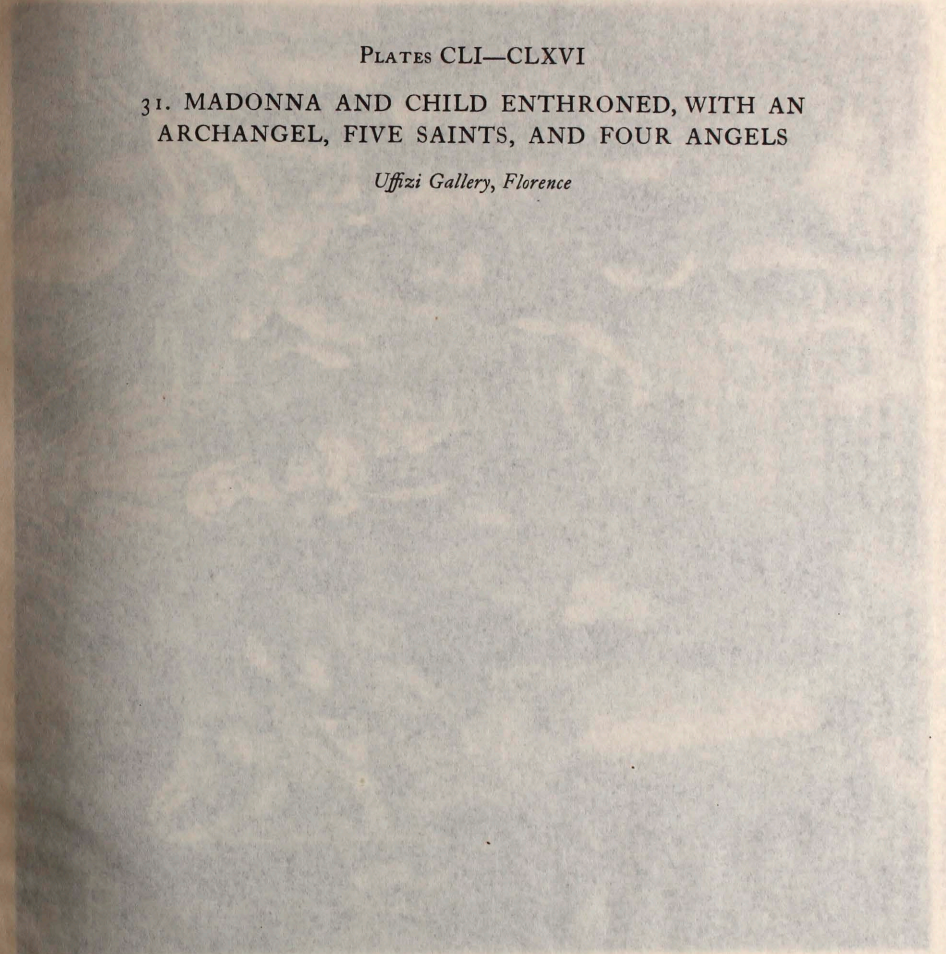 Plates CLI—CLXVI
31. MADONNA AND CHILD ENTHRONED, WITH AN
ARCHANGEL, FIVE SAINTS, AND FOUR ANGELS
Uffizi Gallery, Florence